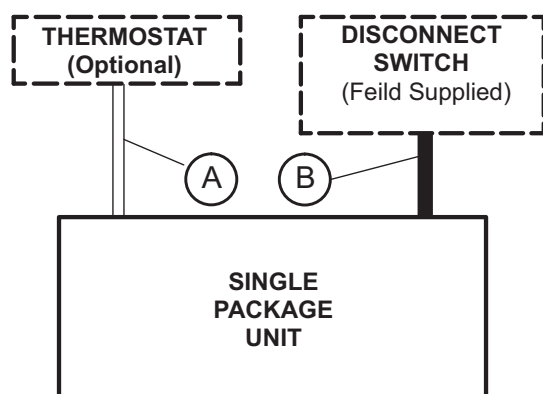 THERMOSTAT
(Optional)
DISCONNECT
SWITCH
(Feild Supplied)
A
B
SINGLE
PACKAGE
UNIT